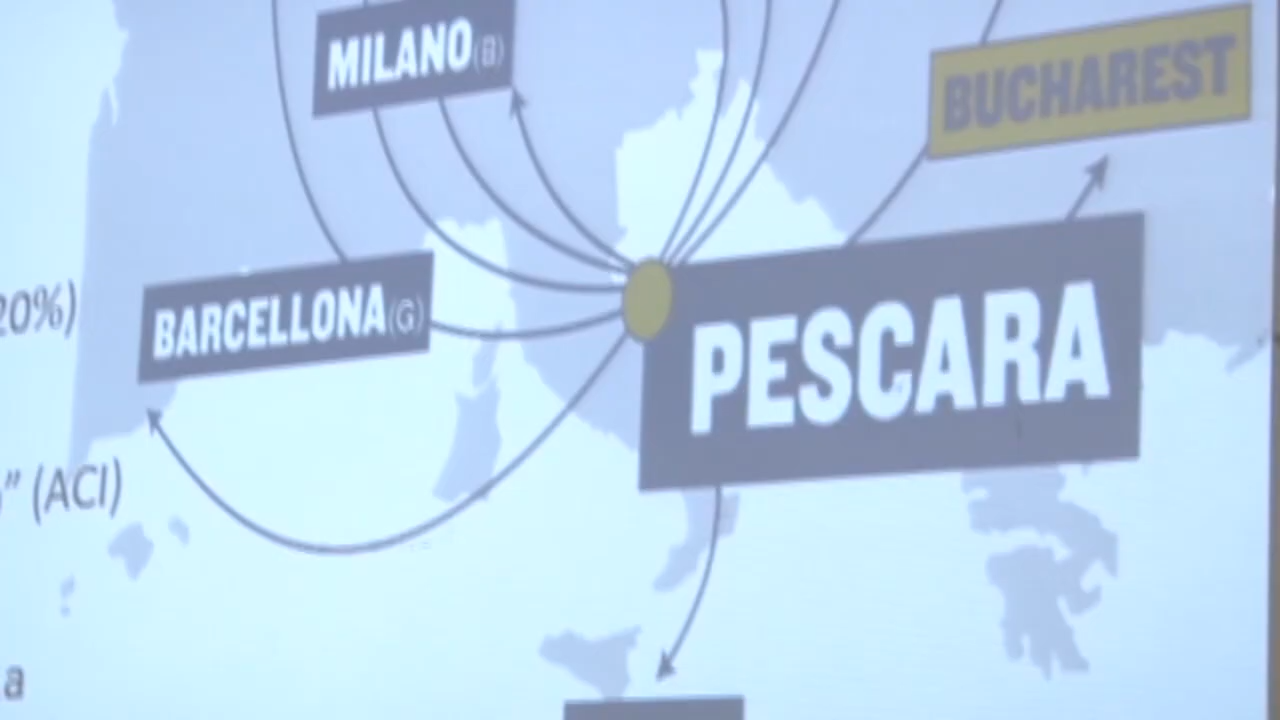 MILANO(B)
BUCHAREST
BARCELLONA(G)
20%)
PESCARA
” (ACI)
a